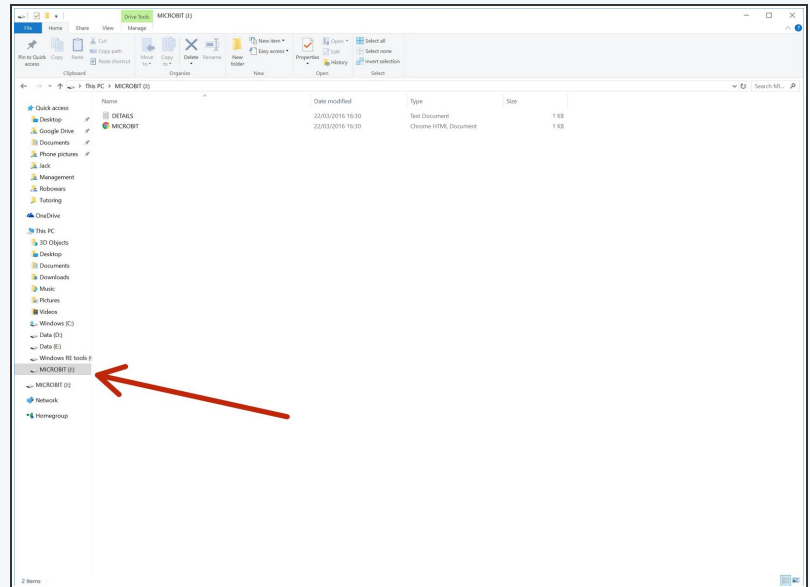 Drive Tools MICROBIT (J:)
File Home Share View Manage
Pin to Quick access
Copy
Paste
Cut
Copy path
Paste shortcut
Move to
Copy to
Delete
Rename
New folder
New item
Easy access
Properties
Open
Edit
History
Select all
Select none
Invert selection
Clipboard Organize New Open Select
This PC MICROBIT (J:)
Search MI...
Name Date modified Type Size
DETAILS 22/03/2016 16:30 Text Document 1 KB
MICROBIT 22/03/2016 16:30 Chrome HTML Document 1 KB
Quick access
Desktop
Google Drive
Documents
Phone pictures
Jack
Management
Robowars
Tutoring
OneDrive
This PC
3D Objects
Desktop
Documents
Downloads
Music
Pictures
Videos
Windows (C:)
Data (D:)
Data (E:)
Windows RE tools
MICROBIT (J:)
MICROBIT (J:)
Network
Homegroup
2 items